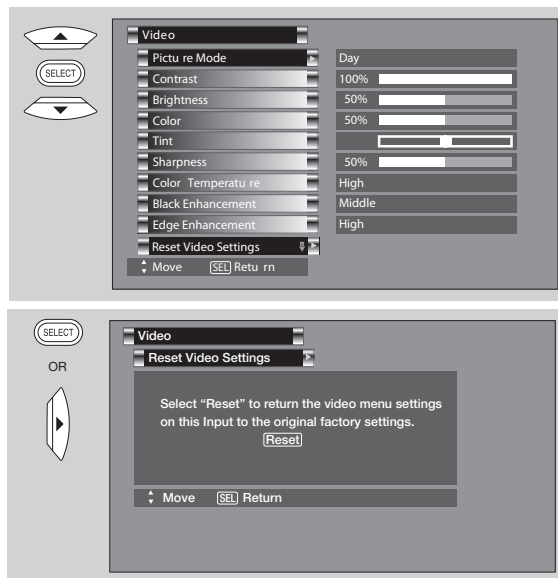 Video
Pictu re Mode Day
SELECT
Contrast 100%
Brightness 50%
Color 50%
Tint
Sharpness 50%
Color Temperatu re High
Black Enhancement Middle
Edge Enhancement High
Reset Video Settings
Move SEL Retu rn
SELECT
OR
Video
Reset Video Settings
Select “Reset” to return the video menu settings
on this Input to the original factory settings.
Reset
Move SEL Return